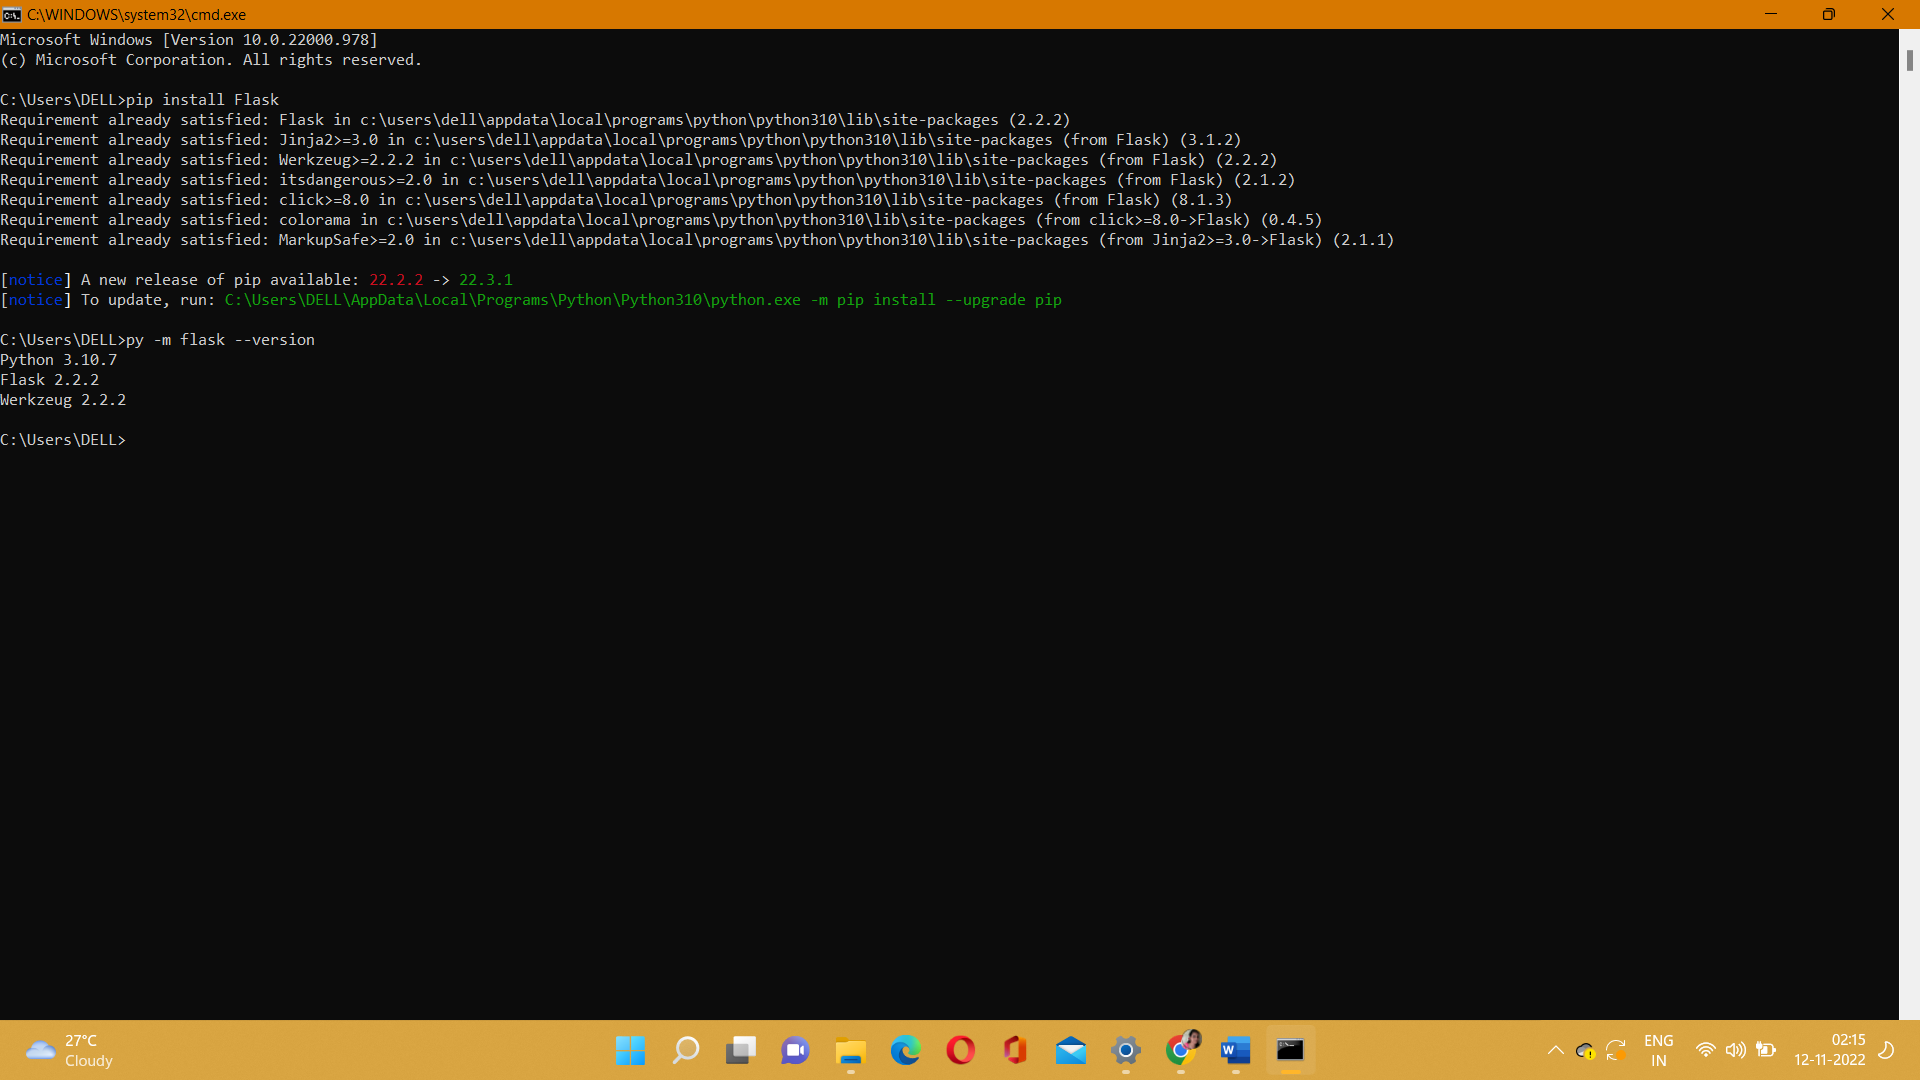 C:\WINDOWS\system32\cmd.exe
Microsoft Windows [Version 10.0.22000.978]
(c) Microsoft Corporation. All rights reserved.
C:\Users\DELL>pip install Flask
Requirement already satisfied: Flask in c:\users\dell\appdata\local\programs\python\python310\lib\site-packages (2.2.2)
Requirement already satisfied: Jinja2>=3.0 in c:\users\dell\appdata\local\programs\python\python310\lib\site-packages (from Flask) (3.1.2)
Requirement already satisfied: Werkzeug>=2.2.2 in c:\users\dell\appdata\local\programs\python\python310\lib\site-packages (from Flask) (2.2.2)
Requirement already satisfied: itsdangerous>=2.0 in c:\users\dell\appdata\local\programs\python\python310\lib\site-packages (from Flask) (2.1.2)
Requirement already satisfied: click>=8.0 in c:\users\dell\appdata\local\programs\python\python310\lib\site-packages (from Flask) (8.1.3)
Requirement already satisfied: colorama in c:\users\dell\appdata\local\programs\python\python310\lib\site-packages (from click>=8.0->Flask) (0.4.5)
Requirement already satisfied: MarkupSafe>=2.0 in c:\users\dell\appdata\local\programs\python\python310\lib\site-packages (from Jinja2>=3.0->Flask) (2.1.1)
[notice] A new release of pip available: 22.2.2 -> 22.3.1
[notice] To update, run: C:\Users\DELL\AppData\Local\Programs\Python\Python310\python.exe -m pip install --upgrade pip
C:\Users\DELL>py -m flask --version
Python 3.10.7
Flask 2.2.2
Werkzeug 2.2.2
C:\Users\DELL>
27°C
Cloudy
ENG
IN
02:15
12-11-2022